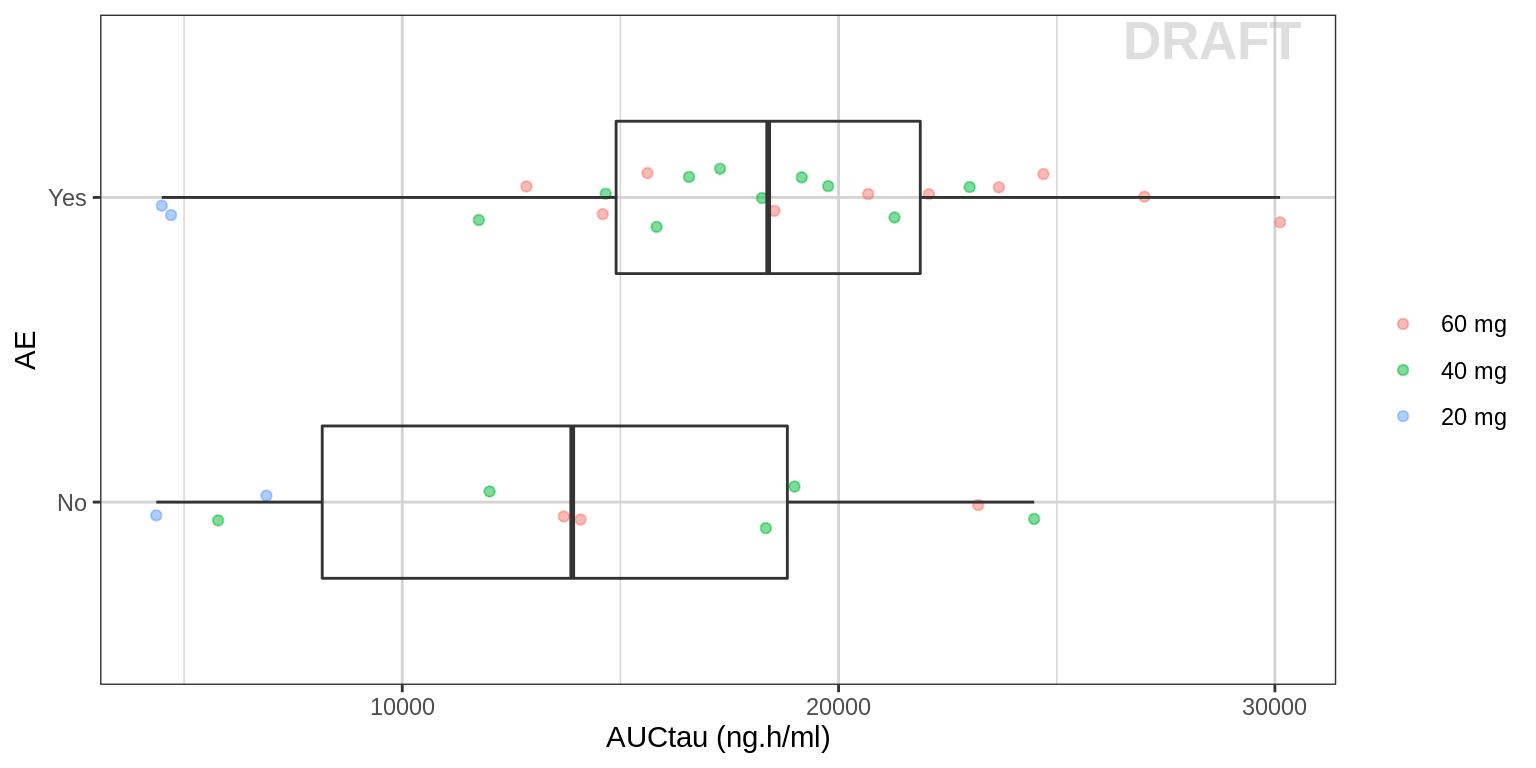 DRAFT
Yes
No
AE
10000
20000
30000
AUCtau (ng.h/ml)
60 mg
40 mg
20 mg